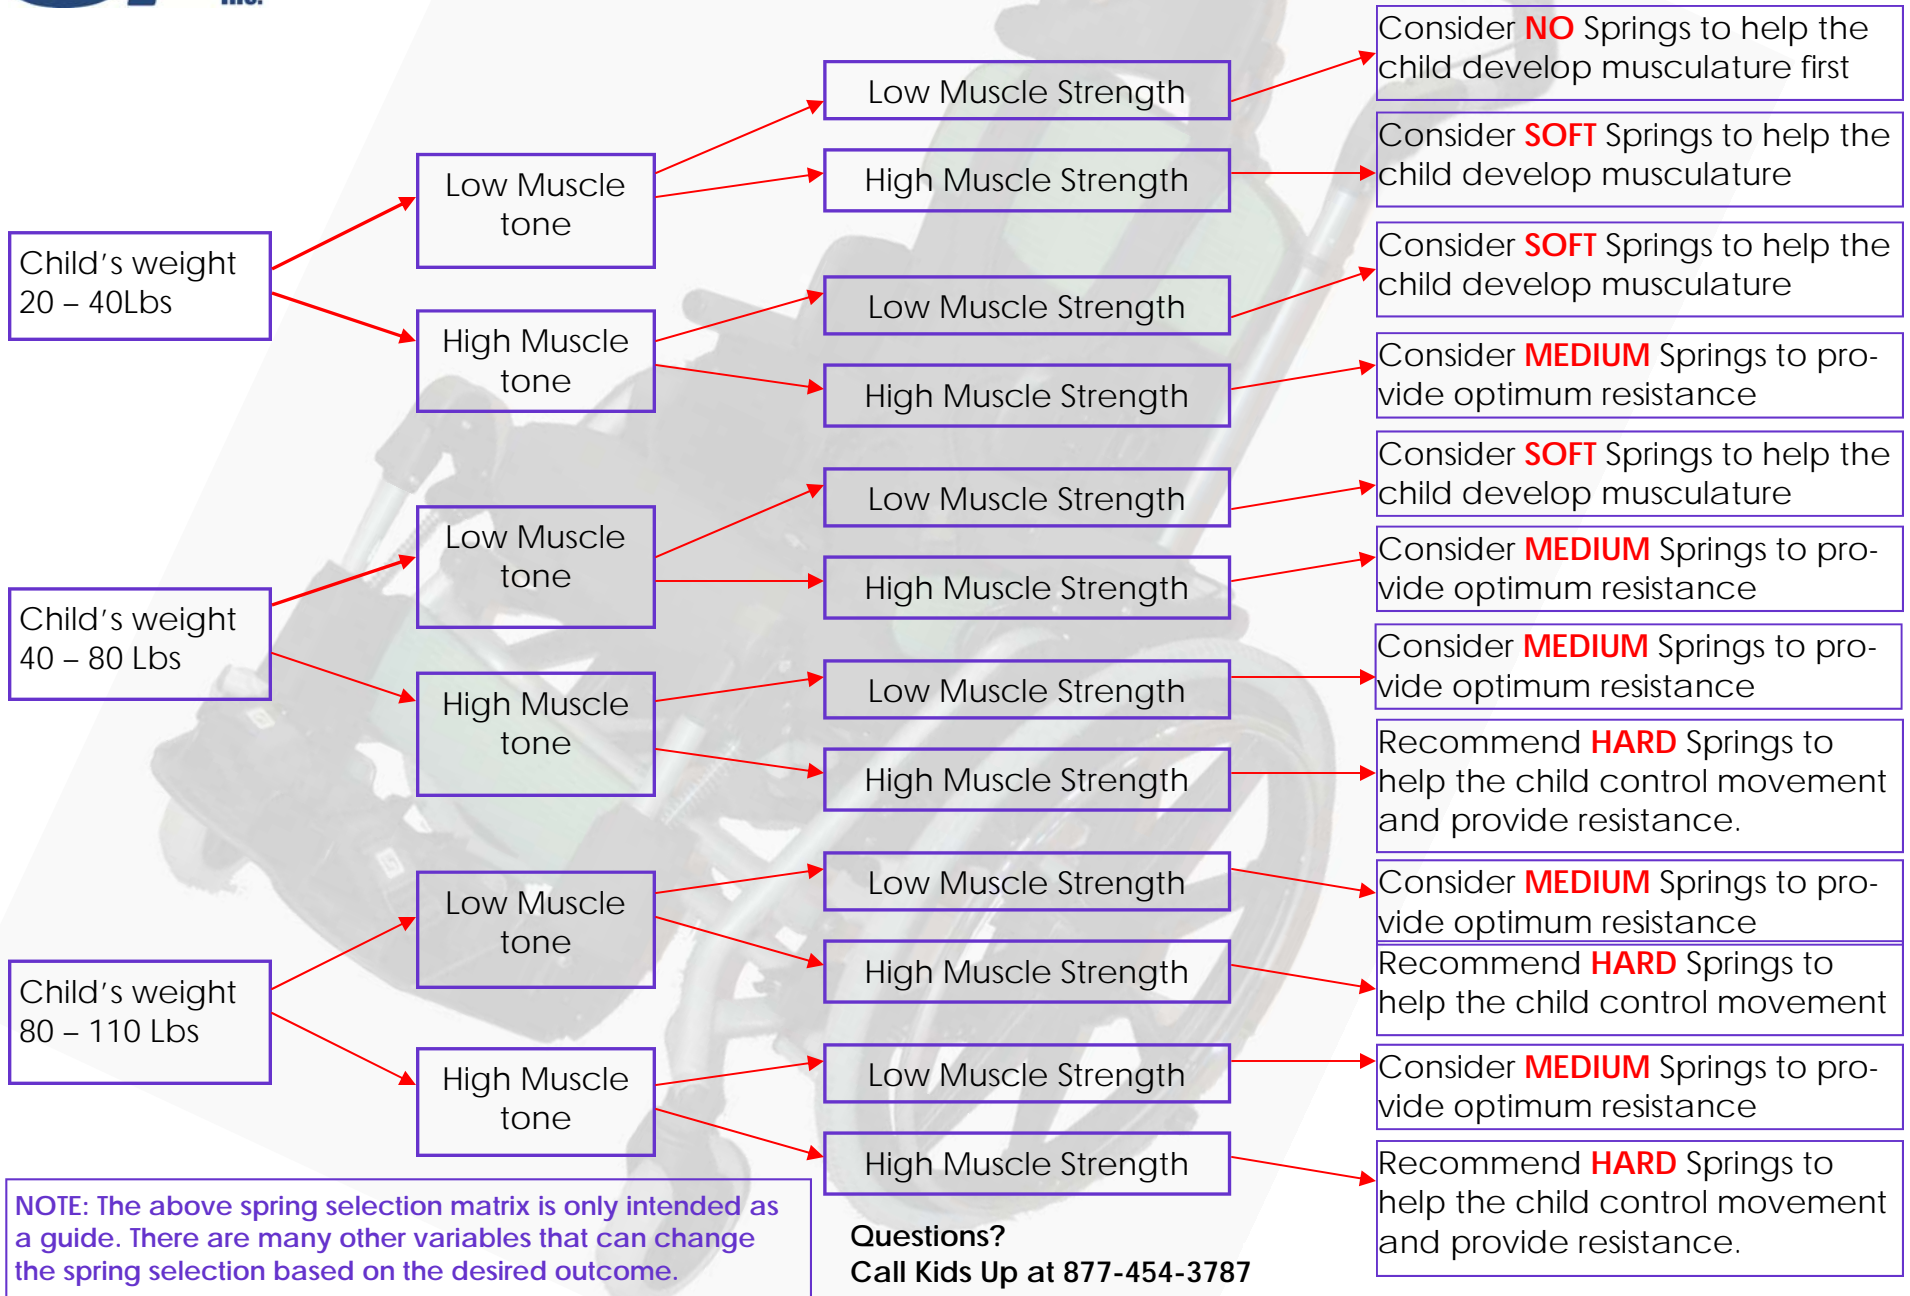 Inc.
Consider NO Springs to help the
child develop musculature first
Low Muscle Strength
Consider SOFT Springs to help the
child develop musculature
High Muscle Strength
Low Muscle
tone
Child's weight
20 – 40Lbs
Consider SOFT Springs to help the
child develop musculature
Low Muscle Strength
High Muscle
tone
Consider MEDIUM Springs to pro-
vide optimum resistance
High Muscle Strength
Consider SOFT Springs to help the
child develop musculature
Low Muscle Strength
Low Muscle
tone
Consider MEDIUM Springs to pro-
vide optimum resistance
High Muscle Strength
Child's weight
40 – 80 Lbs
Consider MEDIUM Springs to pro-
vide optimum resistance
Low Muscle Strength
High Muscle
tone
Recommend HARD Springs to
help the child control movement
and provide resistance.
High Muscle Strength
Consider MEDIUM Springs to pro-
vide optimum resistance
Low Muscle Strength
Low Muscle
tone
Recommend HARD Springs to
help the child control movement
High Muscle Strength
Child's weight
80 – 110 Lbs
Consider MEDIUM Springs to pro-
vide optimum resistance
Low Muscle Strength
High Muscle
tone
Recommend HARD Springs to
help the child control movement
and provide resistance.
High Muscle Strength
NOTE: The above spring selection matrix is only intended as
a guide. There are many other variables that can change
the spring selection based on the desired outcome.
Questions?
Call Kids Up at 877-454-3787